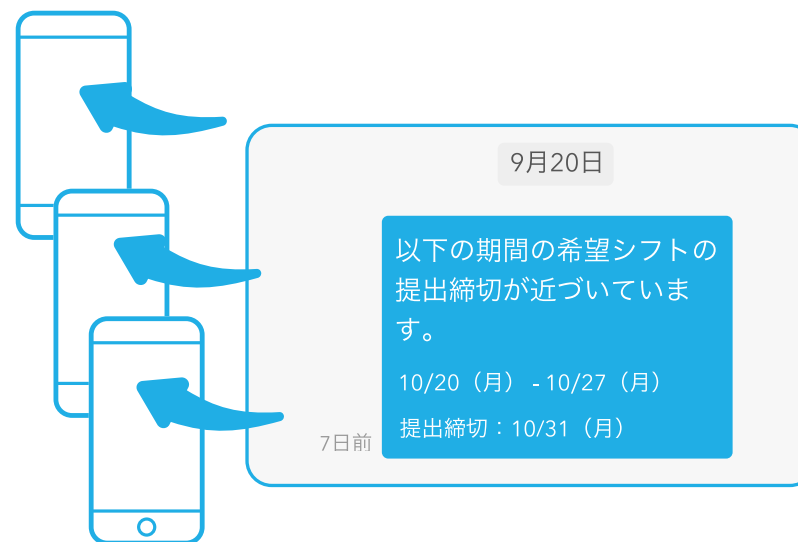 9月20日
以下の期間の希望シフトの
提出締切が近づいていま
す。
10/20（月） - 10/27（月）
提出締切：10/31（月）
7日前